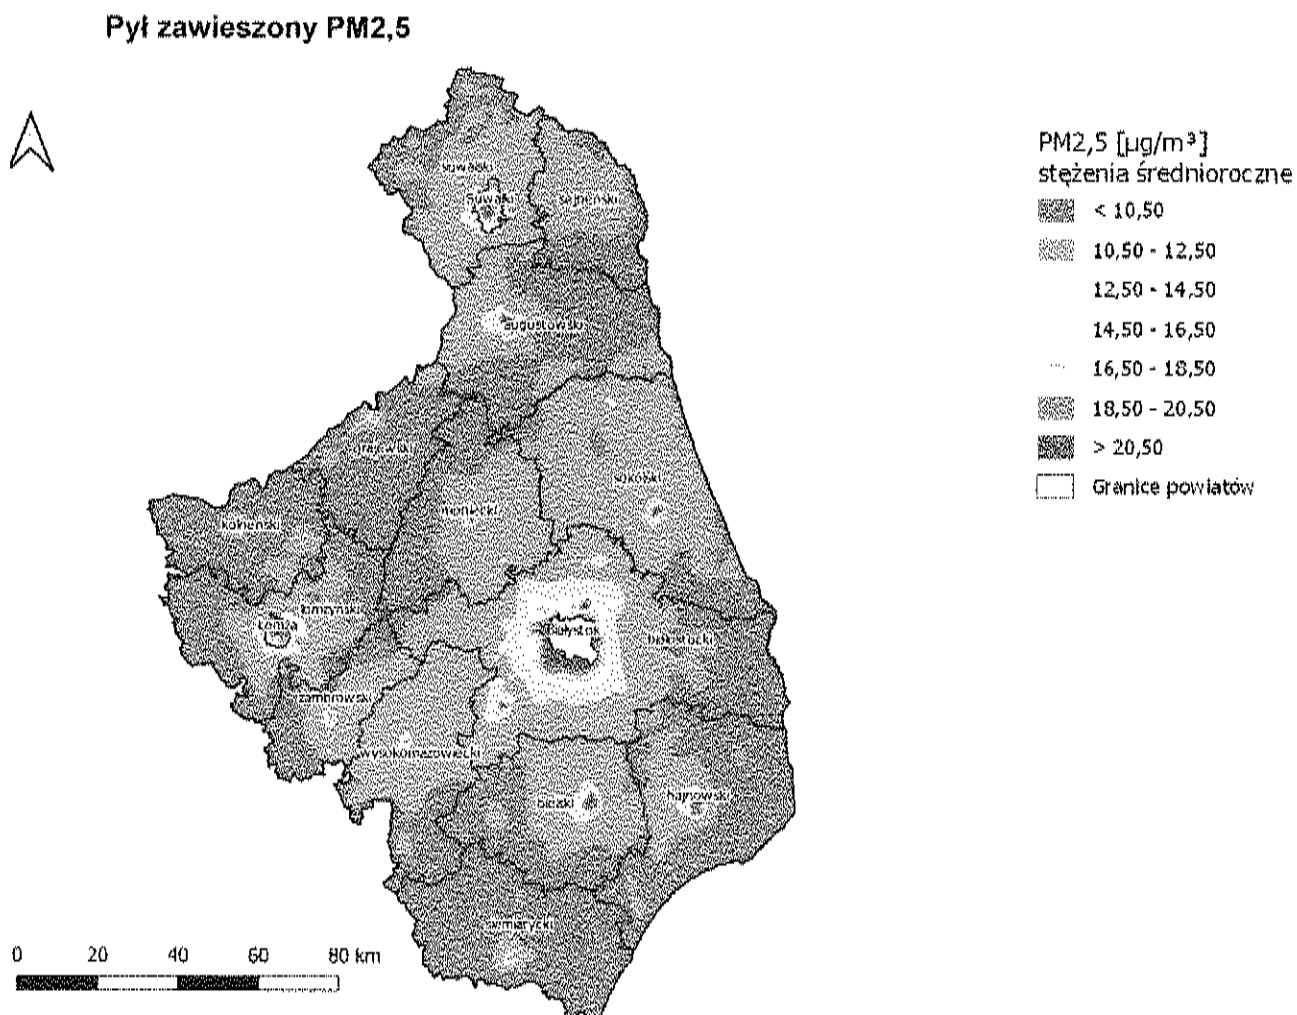 Pył zawieszony PM2,5
PM2,5 [µg/m³]
stężenia średnioroczne
< 10,50
10,50 - 12,50
12,50 - 14,50
14,50 - 16,50
16,50 - 18,50
18,50 - 20,50
> 20,50
Granice powiatów
suwalski
Suwałki
sejneński
augustowski
grajewski
sokólski
moniecki
kolneński
łomżyński
Łomża
Białystok
białostocki
zambrowski
wysokomazowiecki
bielski
hajnowski
siemiatycki
0 20 40 60 80 km